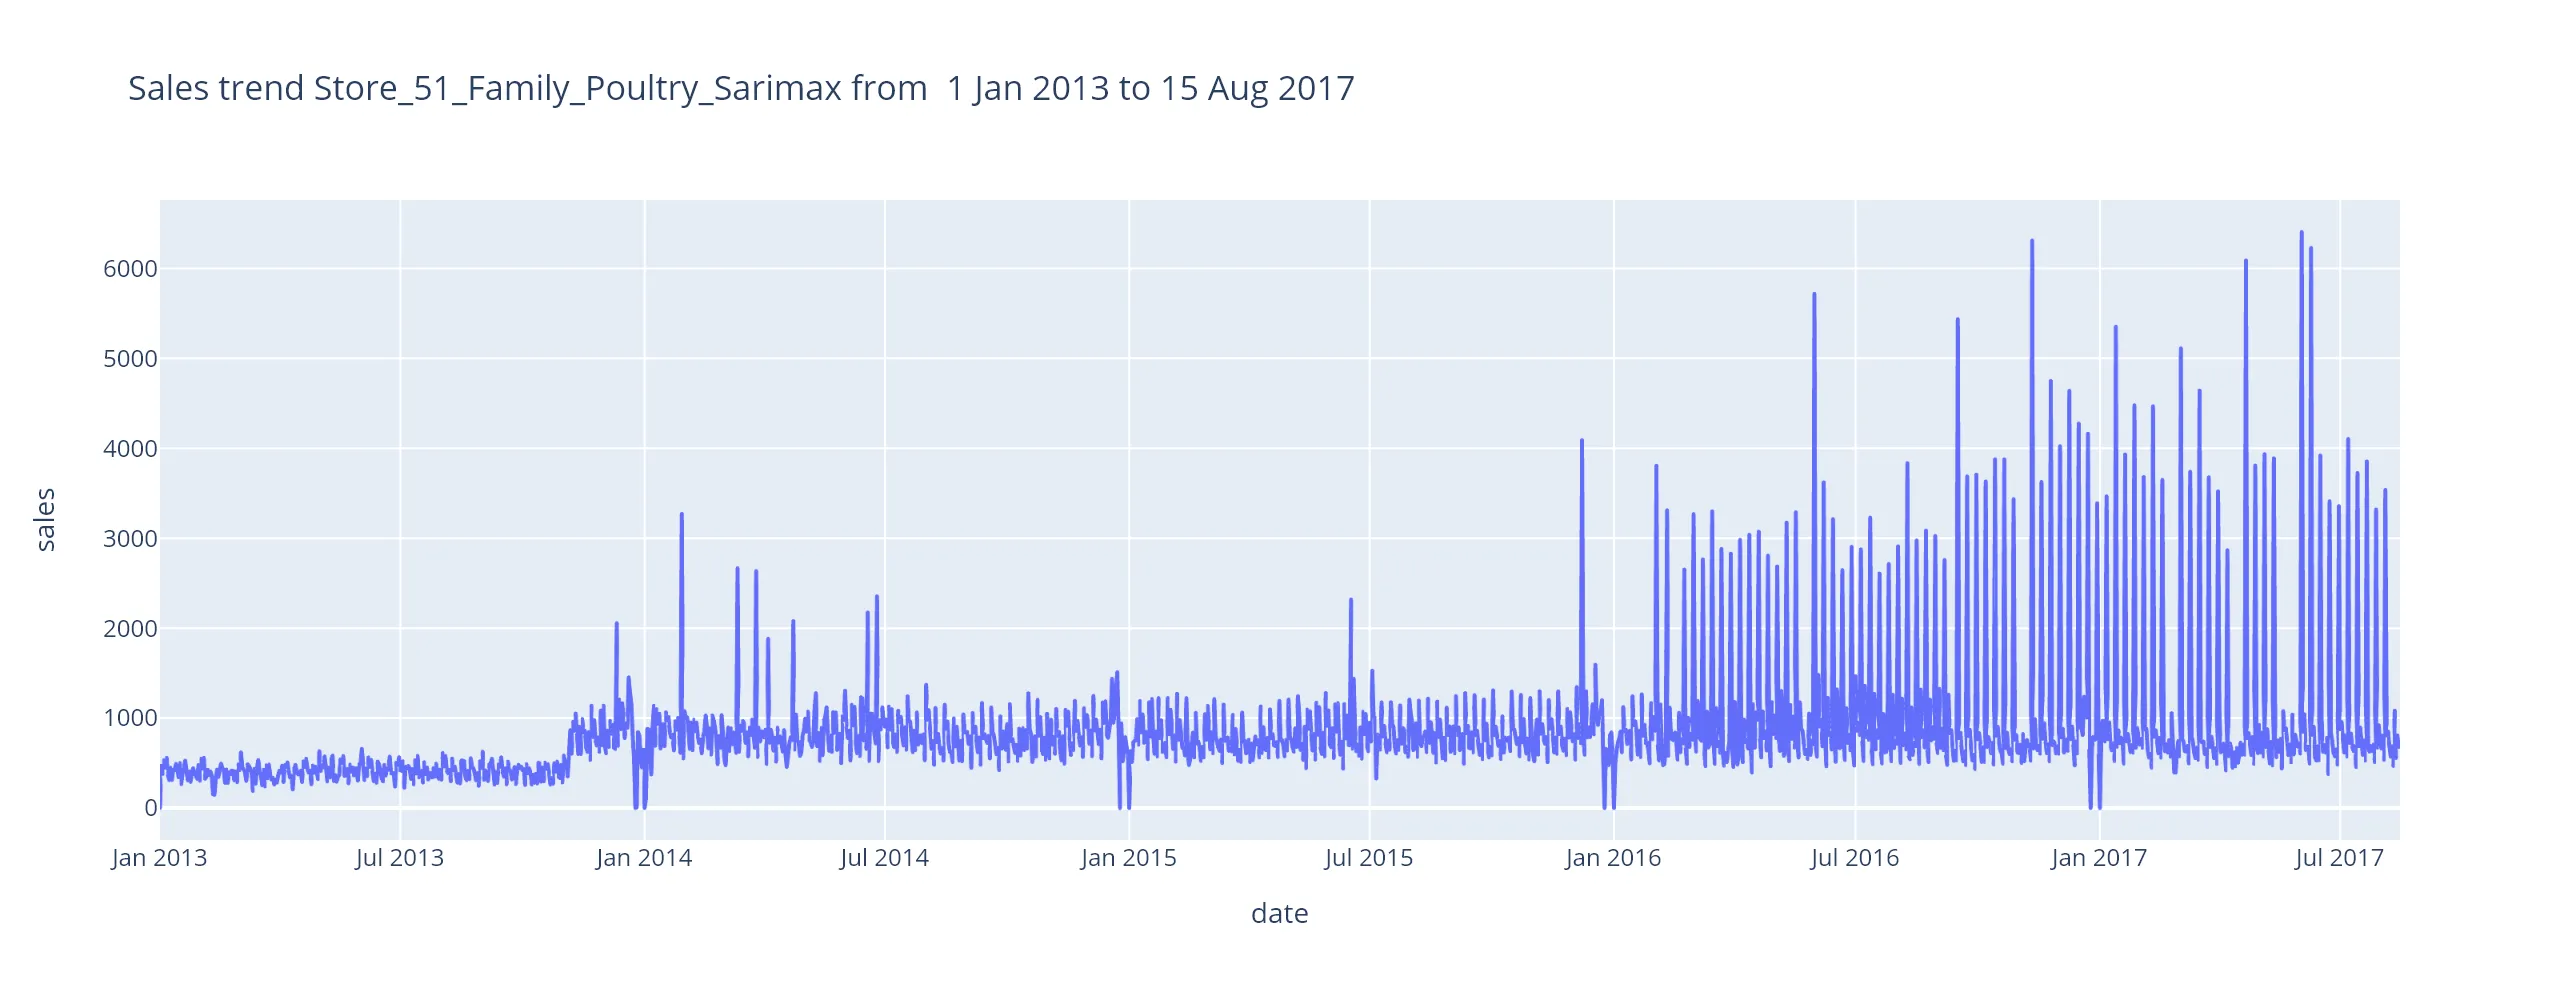 Sales trend Store_51_Family_Poultry_Sarimax from  1 Jan 2013 to 15 Aug 2017
6000
5000
4000
3000
2000
1000
0
sales
Jan 2013 Jul 2013 Jan 2014 Jul 2014 Jan 2015 Jul 2015 Jan 2016 Jul 2016 Jan 2017 Jul 2017
date